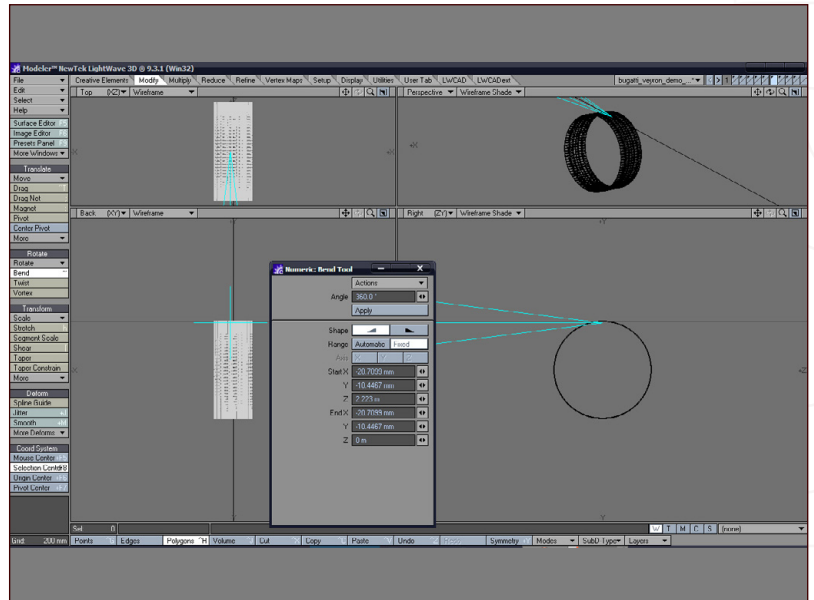 Modeler™ NewTek LightWave 3D ® 9.3.1 (Win32)
File
Creative Elements Modify Multiply Reduce Refine Vertex Maps Setup Display Utilities User Tab LWCAD LWCADext
bugatti_veyron_demo_...*
1
Edit
Select
Help
Surface Editor F5
Image Editor F6
Presets Panel F8
More Windows
Translate
Move
Drag
Drag Net
Magnet
Pivot
Center Pivot
More
Rotate
Rotate
Bend
Twist
Vortex
Transform
Scale
Stretch h
Segment Scale
Shear
Taper
Taper Constrain
More
Deform
Spline Guide
Jitter +J
Smooth +M
More Deforms
Coord System
Mouse Center
Selection Center
Origin Center
Pivot Center
Top (XZ) Wireframe
Perspective Wireframe Shade
Back (XY) Wireframe
Right (ZY) Wireframe Shade
Numeric: Bend Tool
Actions
Angle 360.0 °
Apply
Shape
Range Automatic Fixed
Axis X Y Z
Start X -20.7099 mm
Y -10.4467 mm
Z 2.223 m
End X -20.7099 mm
Y -10.4467 mm
Z 0 m
Sel: 0
W T M C S (none)
Grid: 200 mm Points Edges Polygons ^H Volume Cut Copy Paste Undo Redo Symmetry Modes SubD Type Layers